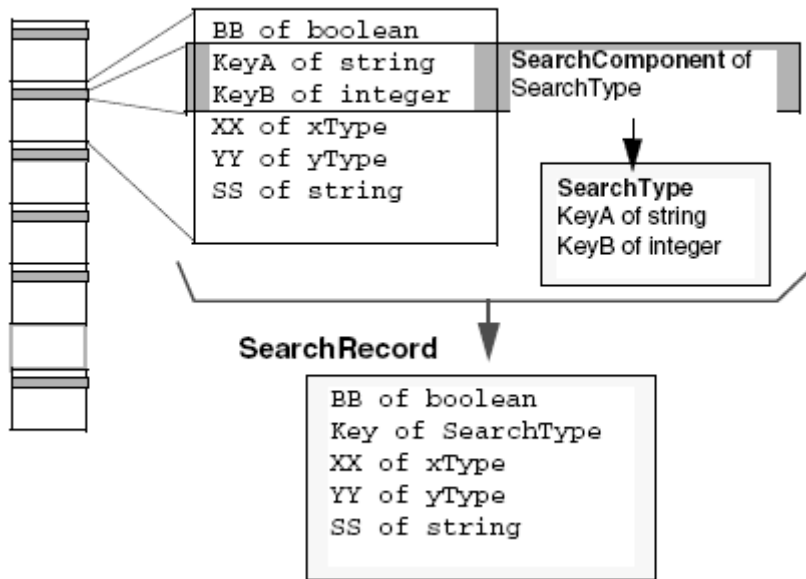 BB of boolean
KeyA of string
KeyB of integer
XX of xType
YY of yType
SS of string
SearchComponent of
SearchType
SearchType
KeyA of string
KeyB of integer
SearchRecord
BB of boolean
Key of SearchType
XX of xType
YY of yType
SS of string